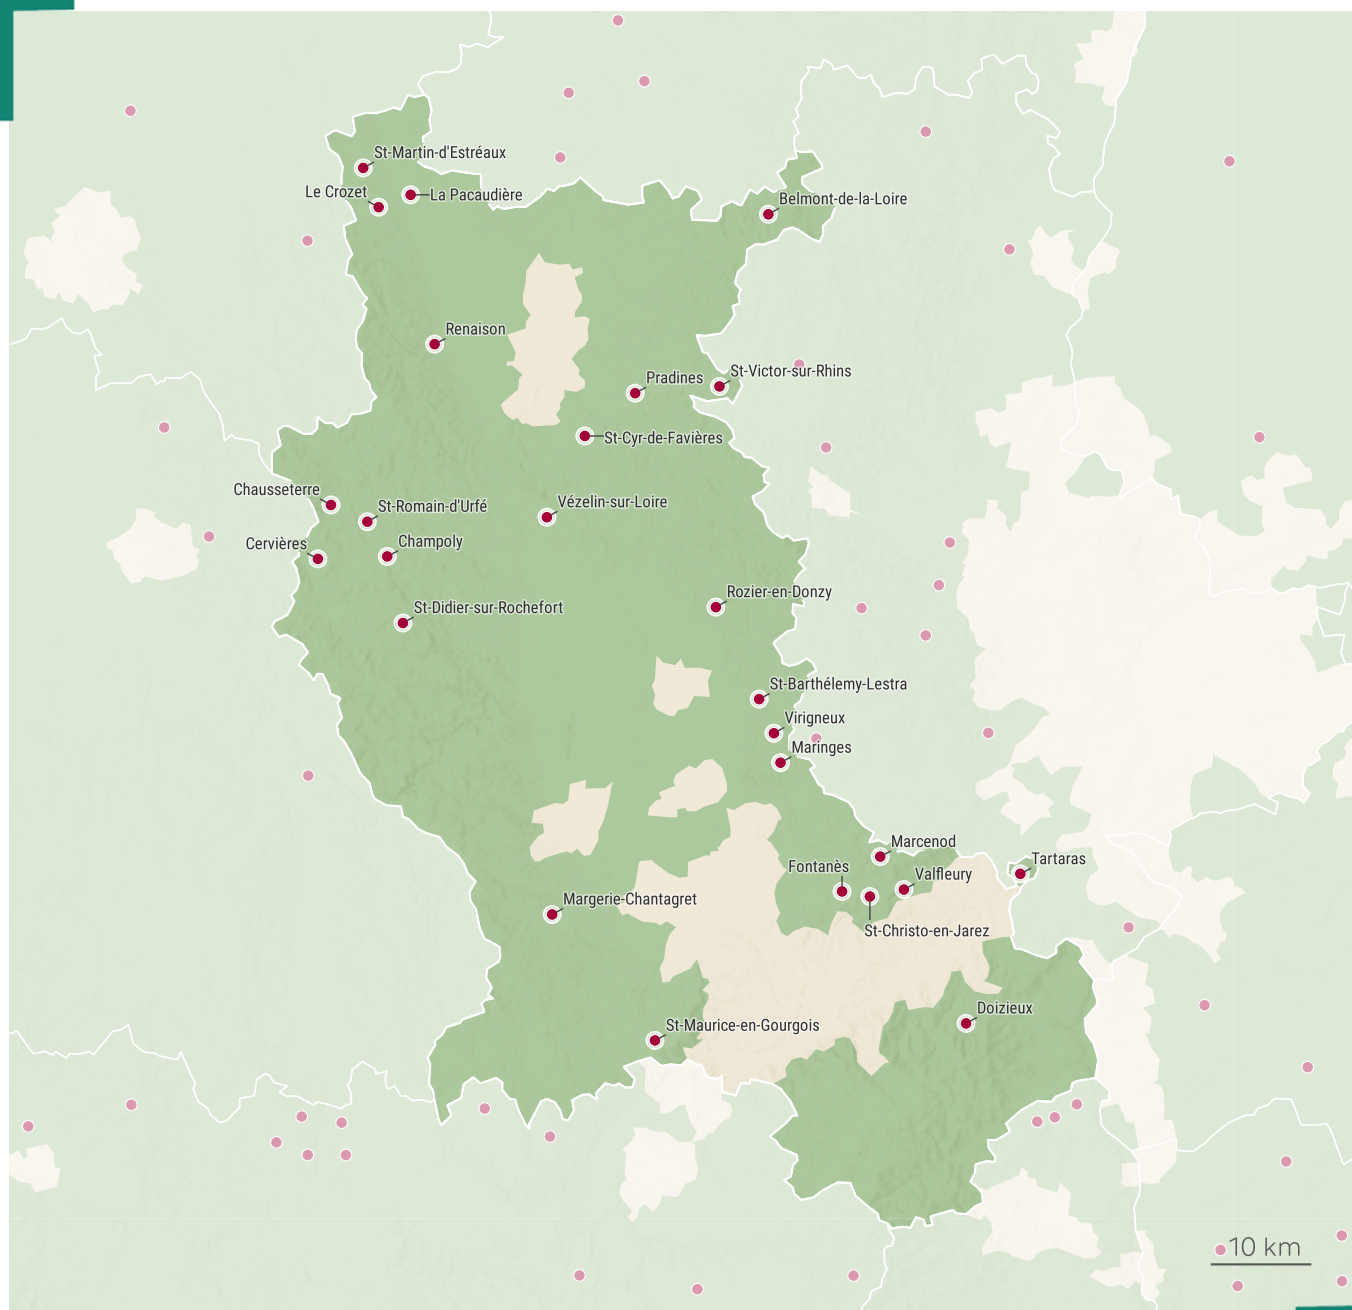 St-Martin-d'Estréaux
Le Crozet
La Pacaudière
Belmont-de-la-Loire
Renaison
St-Victor-sur-Rhins
Pradines
St-Cyr-de-Favières
Chausseterre
St-Romain-d'Urfé
Vézelin-sur-Loire
Cervières
Champoly
Rozier-en-Donzy
St-Didier-sur-Rochefort
St-Barthélemy-Lestra
Virigneux
Maringes
Marcenod
Tartaras
Fontanès
Valfleury
Margerie-Chantagret
St-Christo-en-Jarez
Doizieux
St-Maurice-en-Gourgois
10 km